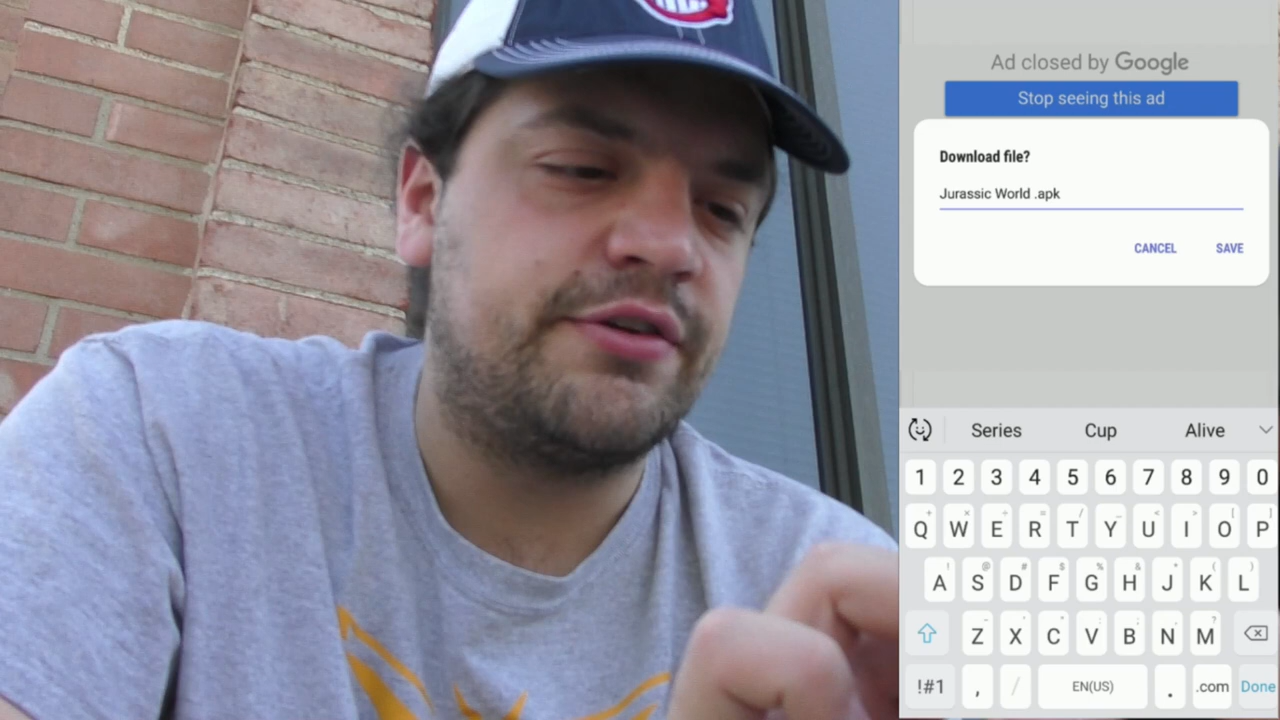 Ad closed by Google
Stop seeing this ad
Download file?
Jurassic World .apk
CANCEL SAVE
Series Cup Alive
1 2 3 4 5 6 7 8 9 0
Q W E R T Y U I O P
A S D F G H J K L
Z X C V B N M
!#1 , / EN(US) . .com Done